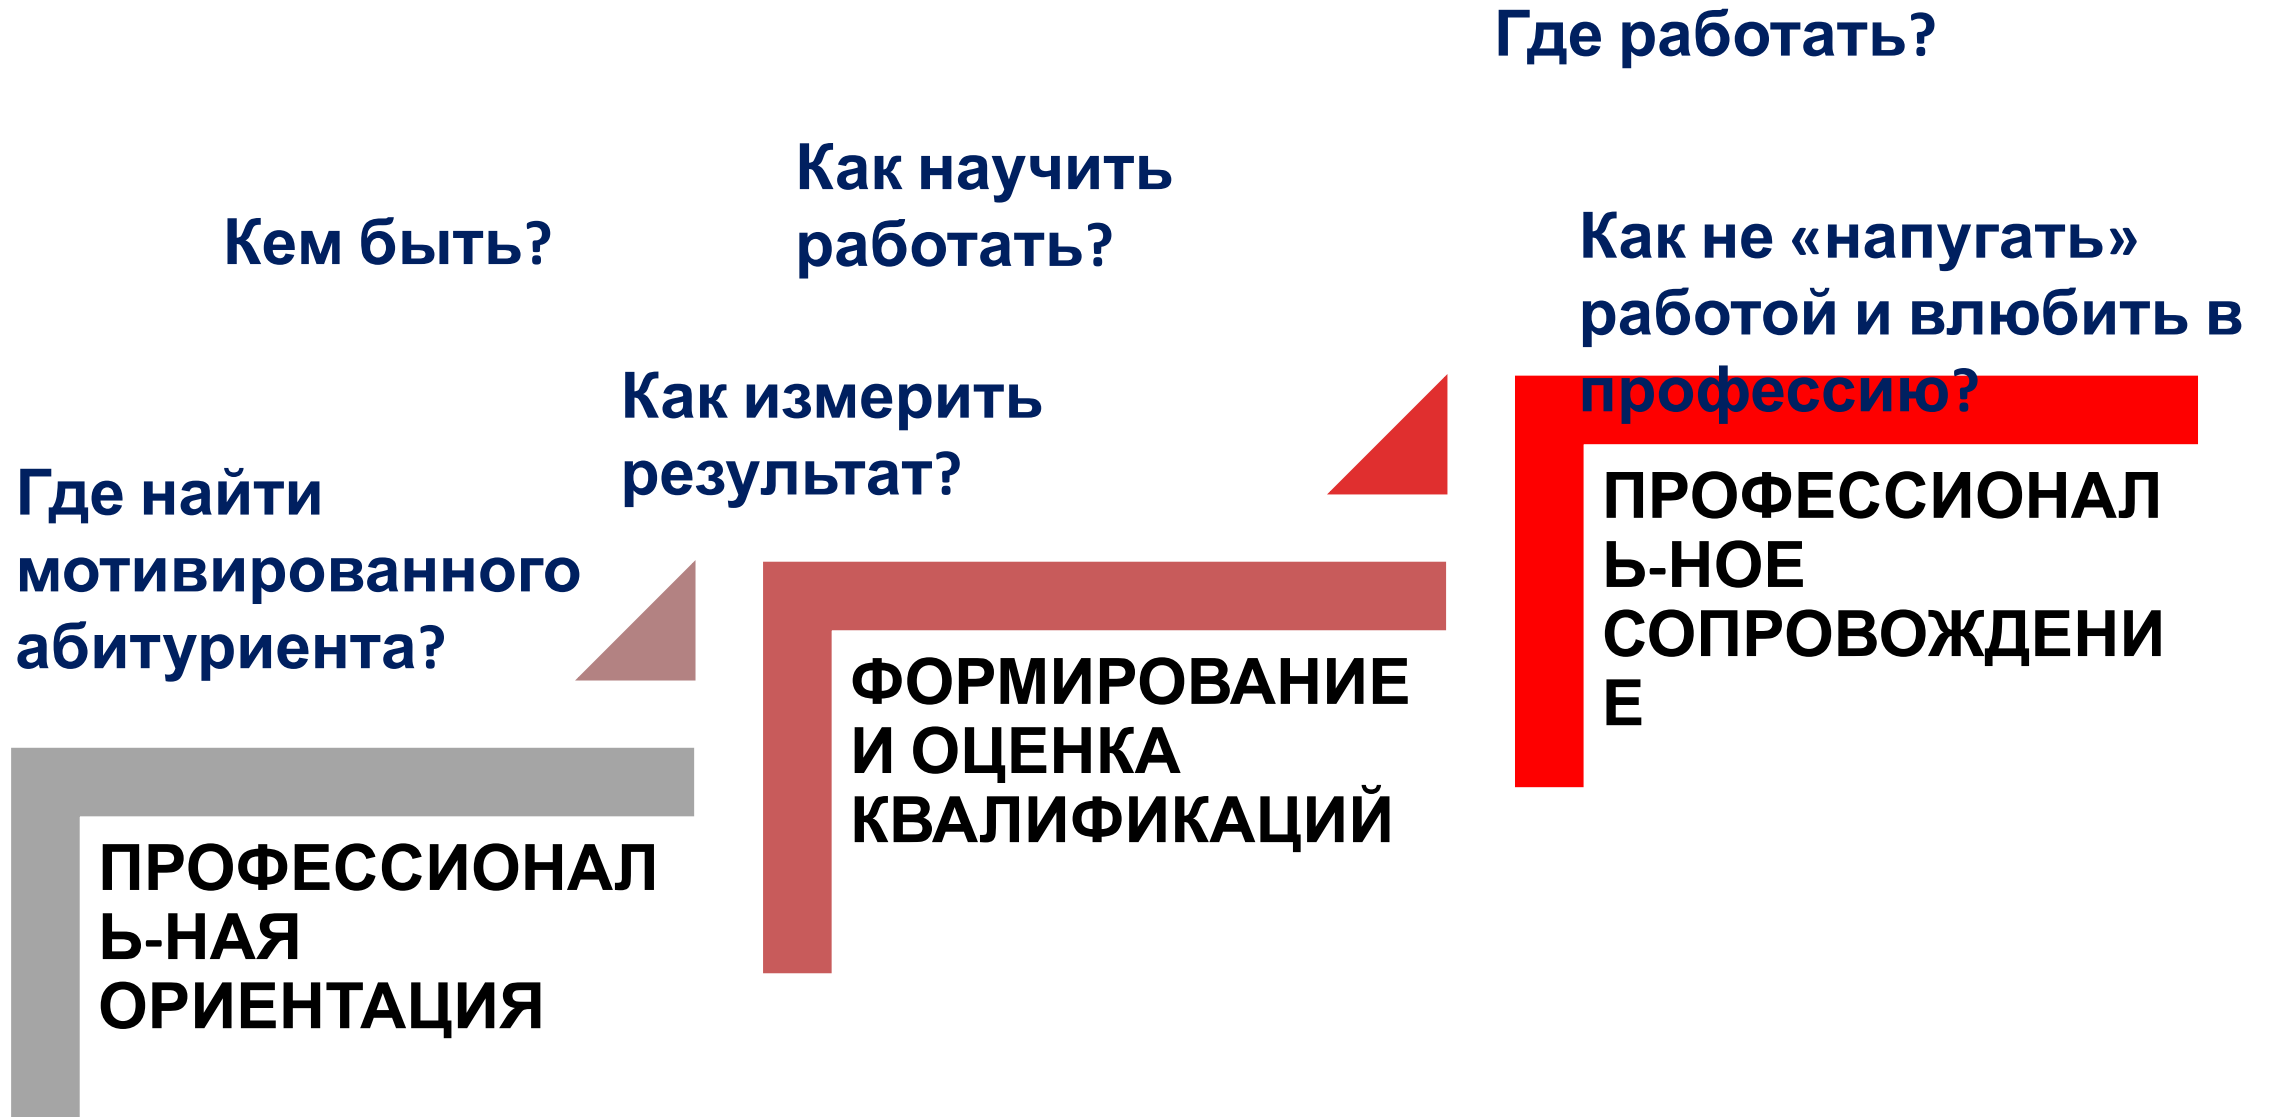 Где работать?
Как научить
работать?
Кем быть?
Как не «напугать»
работой и влюбить в
профессию?
Как измерить
результат?
Где найти
мотивированного
абитуриента?
ПРОФЕССИОНАЛ
Ь-НОЕ
СОПРОВОЖДЕНИ
Е
ФОРМИРОВАНИЕ
И ОЦЕНКА
КВАЛИФИКАЦИЙ
ПРОФЕССИОНАЛ
Ь-НАЯ
ОРИЕНТАЦИЯ